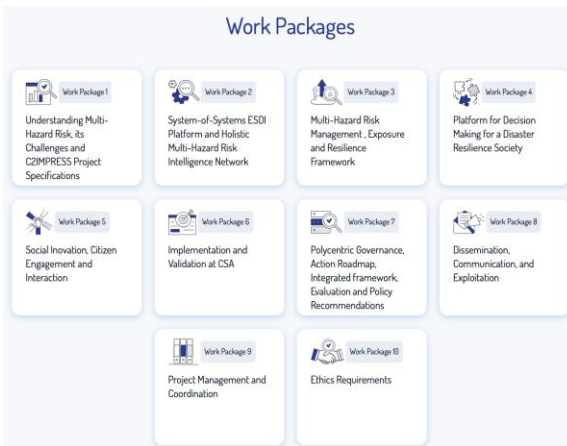 Work Packages
Work Package 1
Understanding Multi-
Hazard Risk, its
Challenges and
C2IMPRESS Project
Specifications
Work Package 2
System-of-Systems ESDI
Platform and Holistic
Multi-Hazard Risk
Intelligence Network
Work Package 3
Multi-Hazard Risk
Management , Exposure
and Resilience
Framework
Work Package 4
Platform for Decision
Making for a Disaster
Resilience Society
Work Package 5
Social Inovation, Citizen
Engagement and
Interaction
Work Package 6
Implementation and
Validation at CSA
Work Package 7
Polycentric Governance,
Action Roadmap,
Integrated framework,
Evaluation and Policy
Recommendations
Work Package 8
Dissemination,
Communication, and
Exploitation
Work Package 9
Project Management and
Coordination
Work Package 10
Ethics Requirements